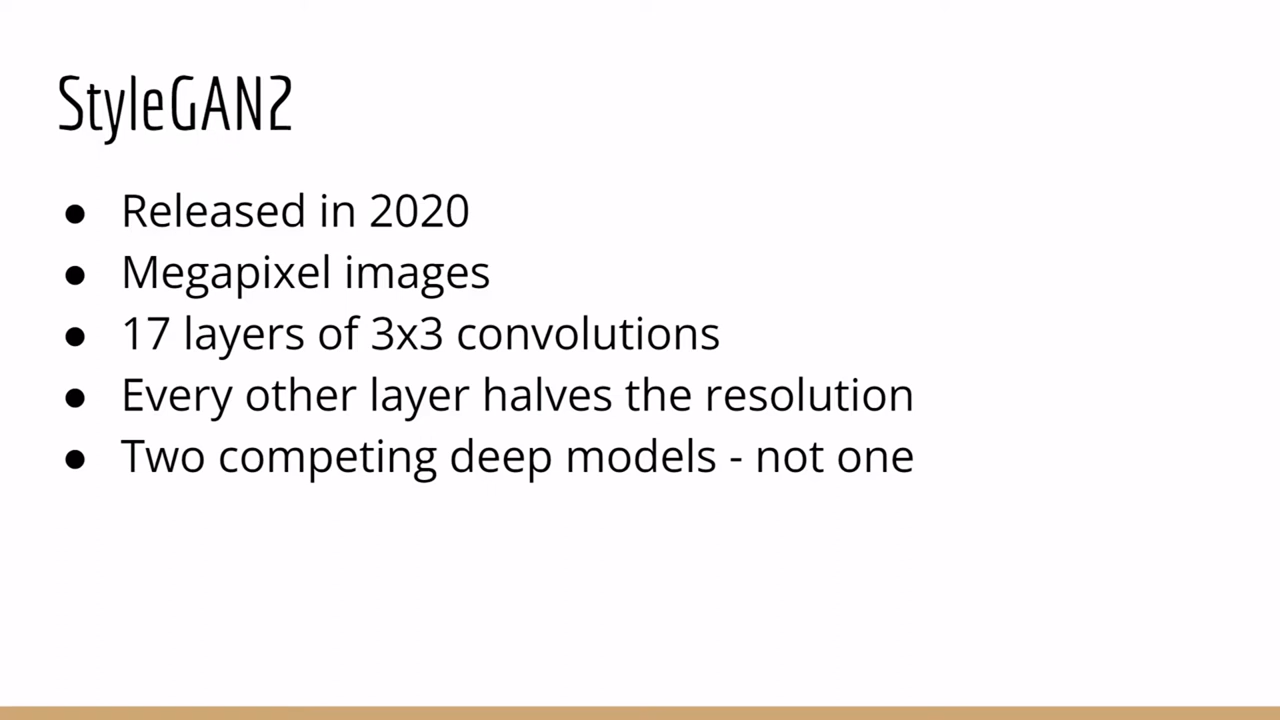 StyleGAN2
● Released in 2020
● Megapixel images
● 17 layers of 3x3 convolutions
● Every other layer halves the resolution
● Two competing deep models - not one